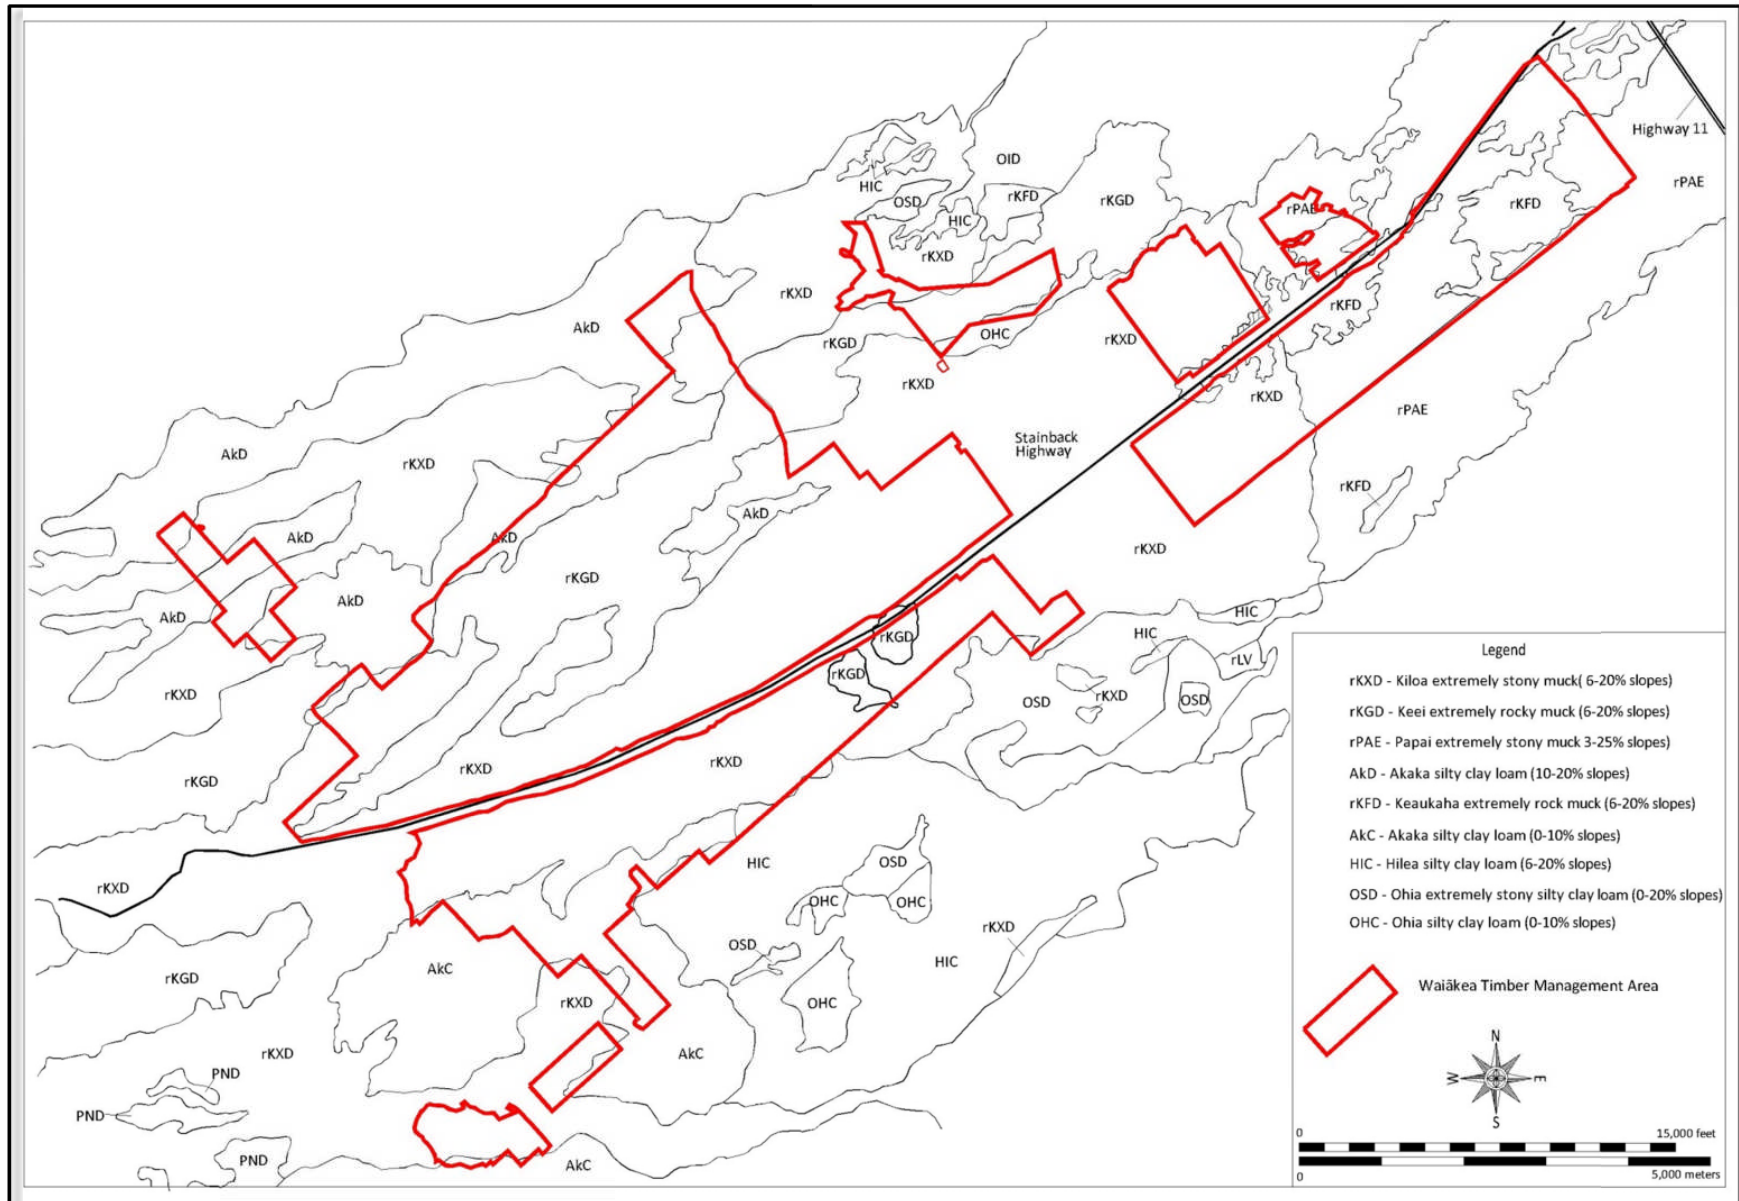 Highway 11
OID
HIC
rKFD
OSD
rKGD
rPAE
rKFD
rPAE
HIC
rKXD
rKXD
rKFD
AkD
OHC
rKGD
rKXD
rKXD
rKXD
rPAE
Stainback
Highway
AkD
rKXD
rKFD
AkD
AkD
AkD
rKXD
rKGD
AkD
AkD
HIC
HIC
rKGD
rLV
rKGD
rKXD
OSD
rKXD
OSD
rKXD
rKXD
rKGD
HIC
OSD
rKXD
OHC
OHC
rKXD
OSD
HIC
AkC
rKGD
rKXD
OHC
rKXD
AkC
PND
PND
PND
AkC
Legend
rKXD - Kiloa extremely stony muck( 6-20% slopes)
rKGD - Keei extremely rocky muck (6-20% slopes)
rPAE - Papai extremely stony muck 3-25% slopes)
AkD - Akaka silty clay loam (10-20% slopes)
rKFD - Keaukaha extremely rock muck (6-20% slopes)
AkC - Akaka silty clay loam (0-10% slopes)
HIC - Hilea silty clay loam (6-20% slopes)
OSD - Ohia extremely stony silty clay loam (0-20% slopes)
OHC - Ohia silty clay loam (0-10% slopes)
Waiākea Timber Management Area
N
W E
S
0 15,000 feet
0 5,000 meters